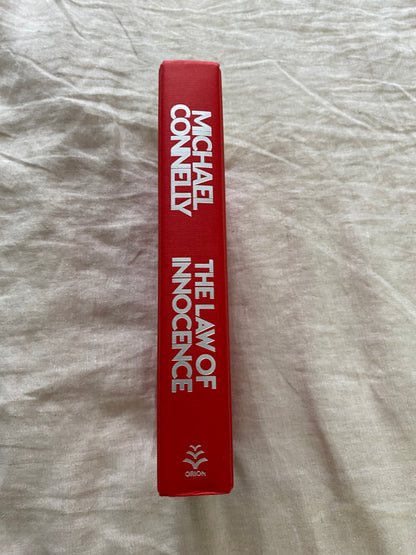 MICHAEL
CONNELLY
THE LAW OF
INNOCENCE
ORION